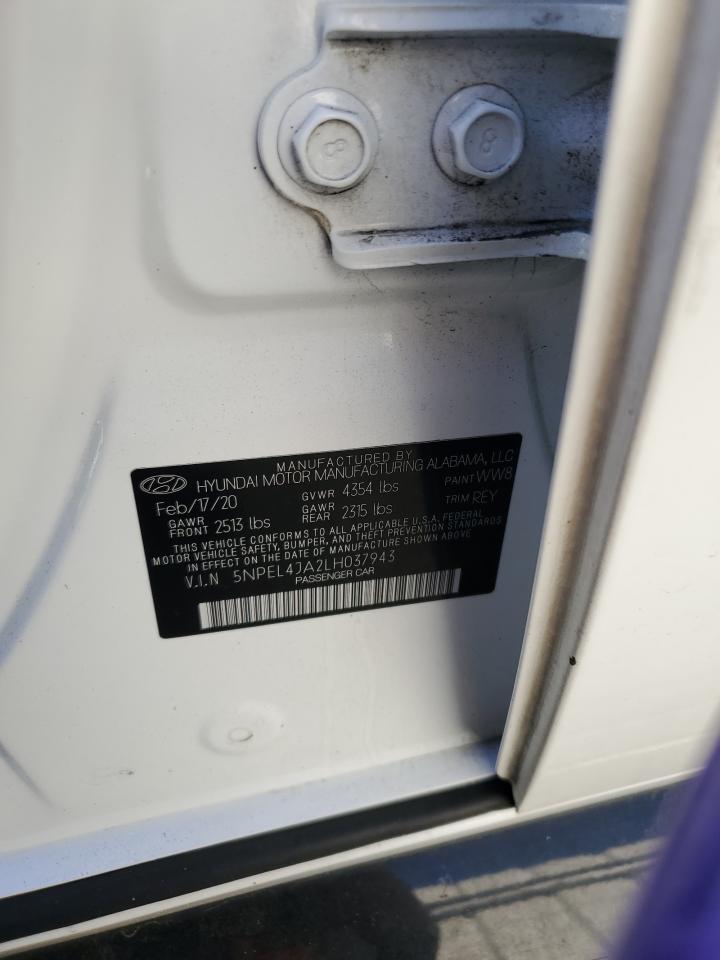 8
8
MANUFACTURED BY
HYUNDAI MOTOR MANUFACTURING ALABAMA, LLC
Feb/17/20 GVWR 4354 lbs PAINT WW8
GAWR FRONT 2513 lbs GAWR REAR 2315 lbs TRIM REY
THIS VEHICLE CONFORMS TO ALL APPLICABLE U.S.A. FEDERAL
MOTOR VEHICLE SAFETY, BUMPER, AND THEFT PREVENTION STANDARDS
IN EFFECT ON THE DATE OF MANUFACTURE SHOWN ABOVE
V.I.N 5NPEL4JA2LH037943
PASSENGER CAR